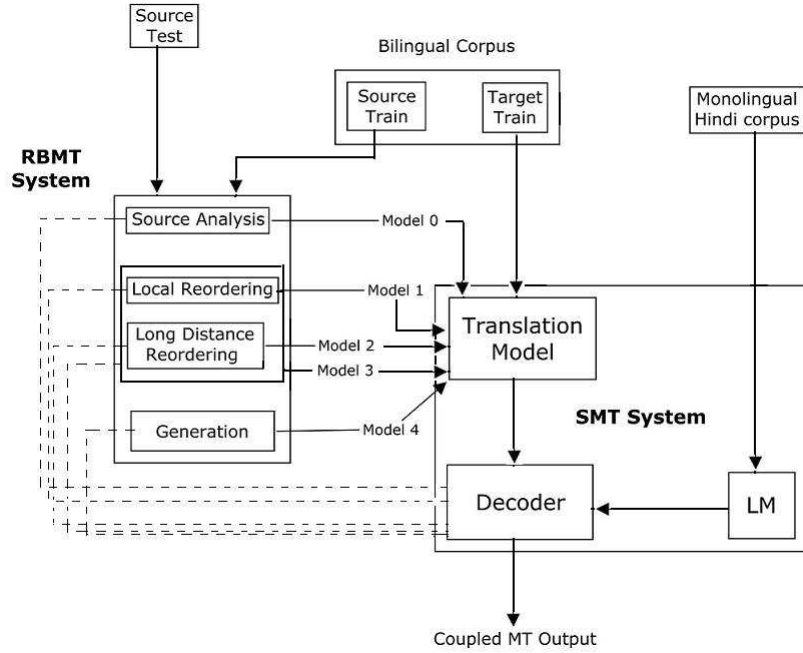 Source
Test
Bilingual Corpus
Source
Train
Target
Train
Monolingual
Hindi corpus
RBMT
System
Source Analysis
Model 0
Local Reordering
Model 1
Long Distance
Reordering
Model 2
Model 3
Translation
Model
Generation
Model 4
SMT System
Decoder
LM
Coupled MT Output